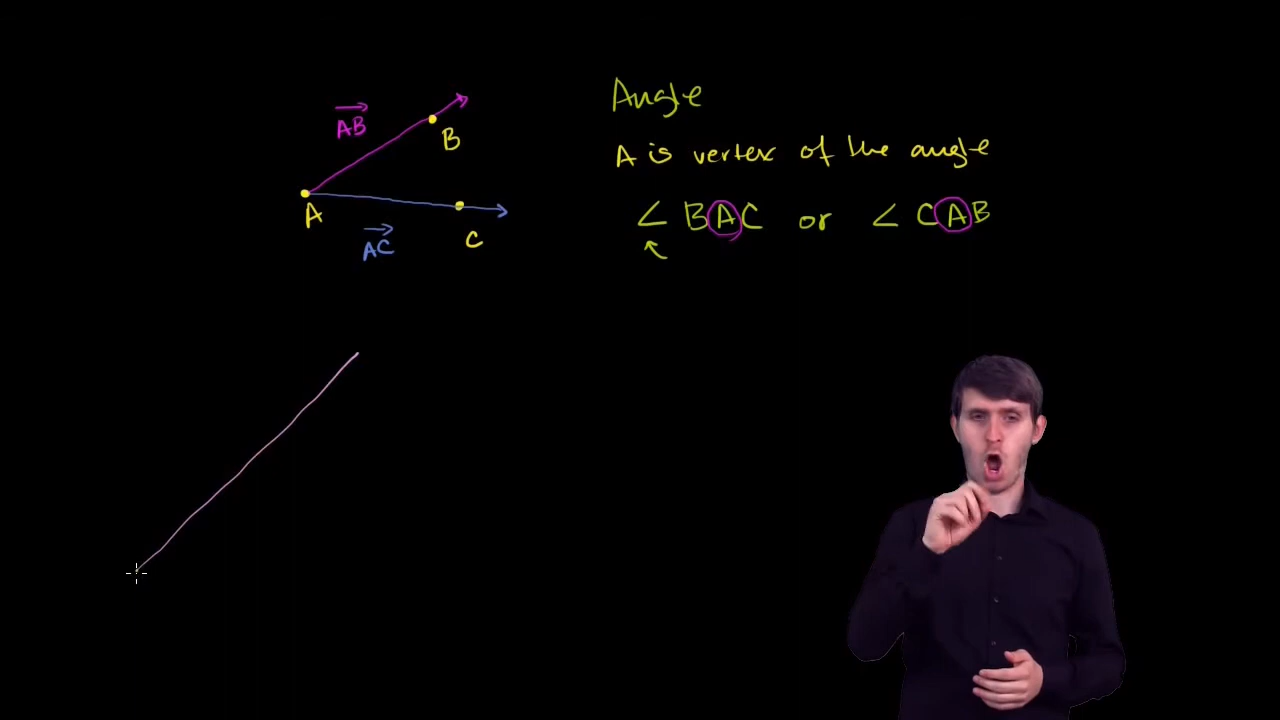 Angle
A is vertex of the angle
∠ BAC or ∠ CAB
AB
B
A
AC
C